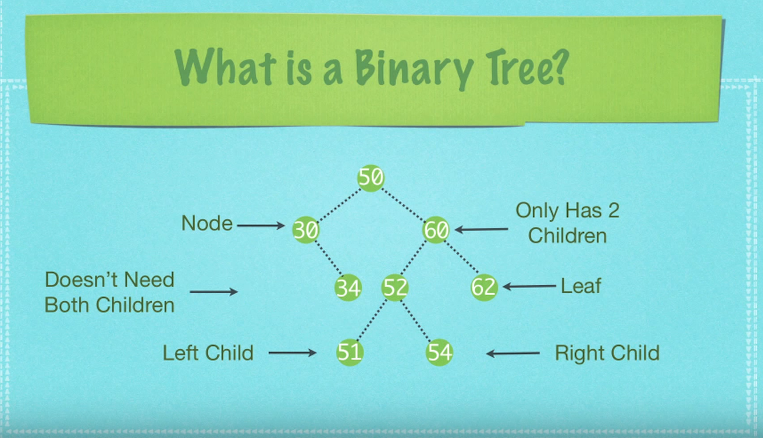 What is a Binary Tree?
50
Node
30
60
Only Has 2
Children
Doesn't Need
Both Children
34
52
62
Leaf
Left Child
51
54
Right Child